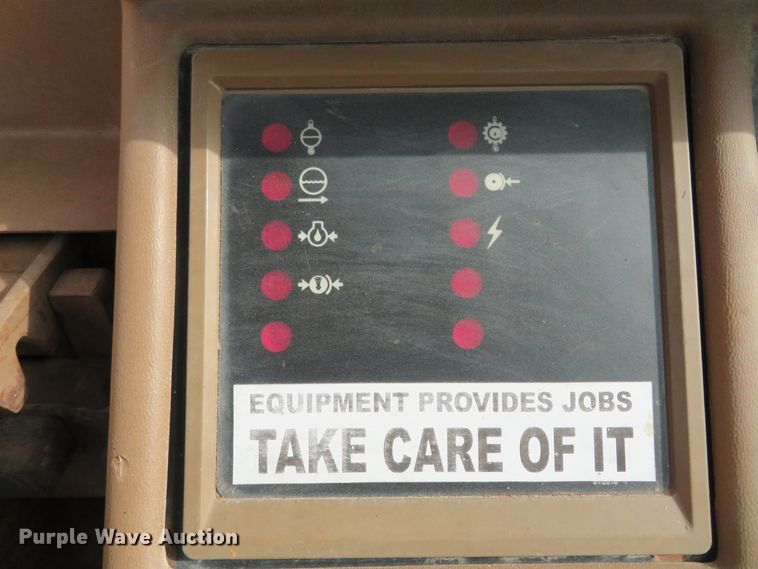 EQUIPMENT PROVIDES JOBS
TAKE CARE OF IT
Purple Wave Auction